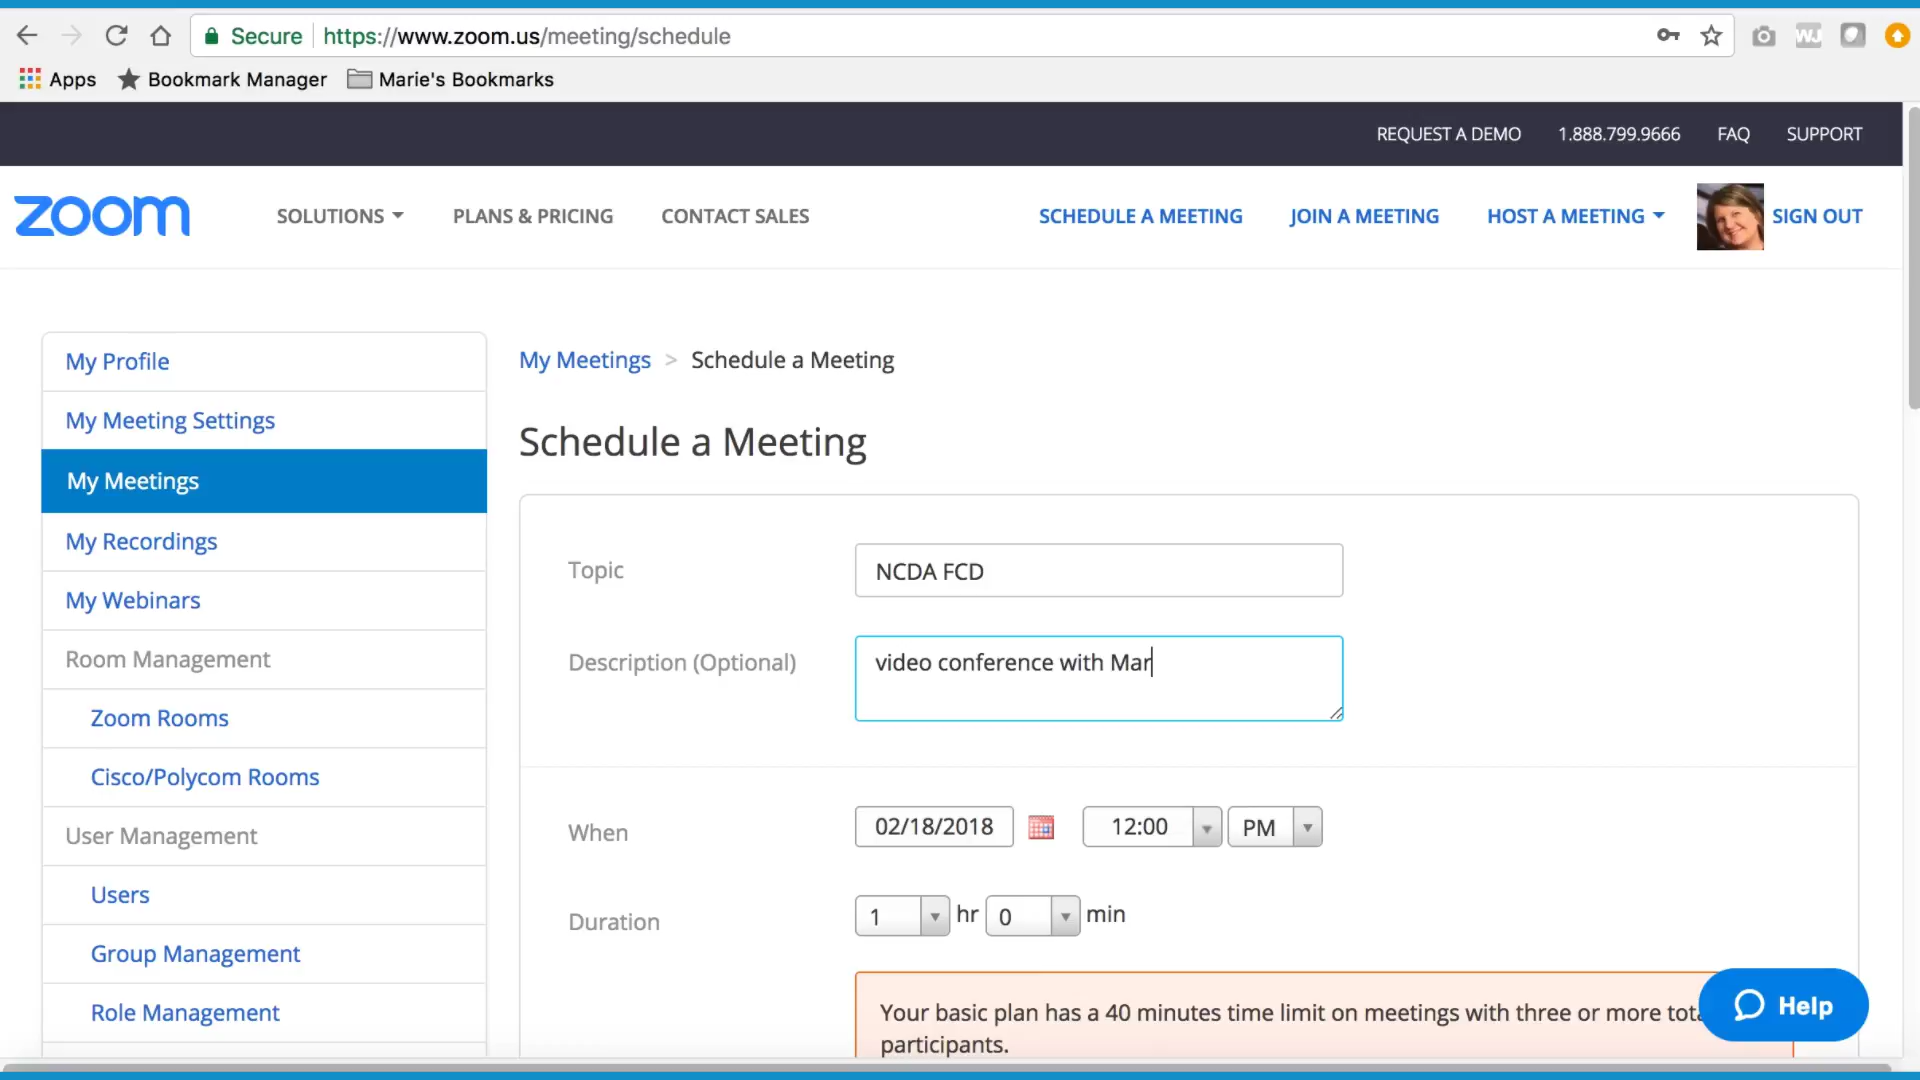 Secure https://www.zoom.us/meeting/schedule
Apps Bookmark Manager Marie's Bookmarks
REQUEST A DEMO 1.888.799.9666 FAQ SUPPORT
zoom SOLUTIONS PLANS & PRICING CONTACT SALES SCHEDULE A MEETING JOIN A MEETING HOST A MEETING SIGN OUT
My Profile
My Meeting Settings
My Meetings
My Recordings
My Webinars
Room Management
Zoom Rooms
Cisco/Polycom Rooms
User Management
Users
Group Management
Role Management
My Meetings > Schedule a Meeting
Schedule a Meeting
Topic NCDA FCD
Description (Optional) video conference with Mar
When 02/18/2018 12:00 PM
Duration 1 hr 0 min
Your basic plan has a 40 minutes time limit on meetings with three or more
participants.
Help